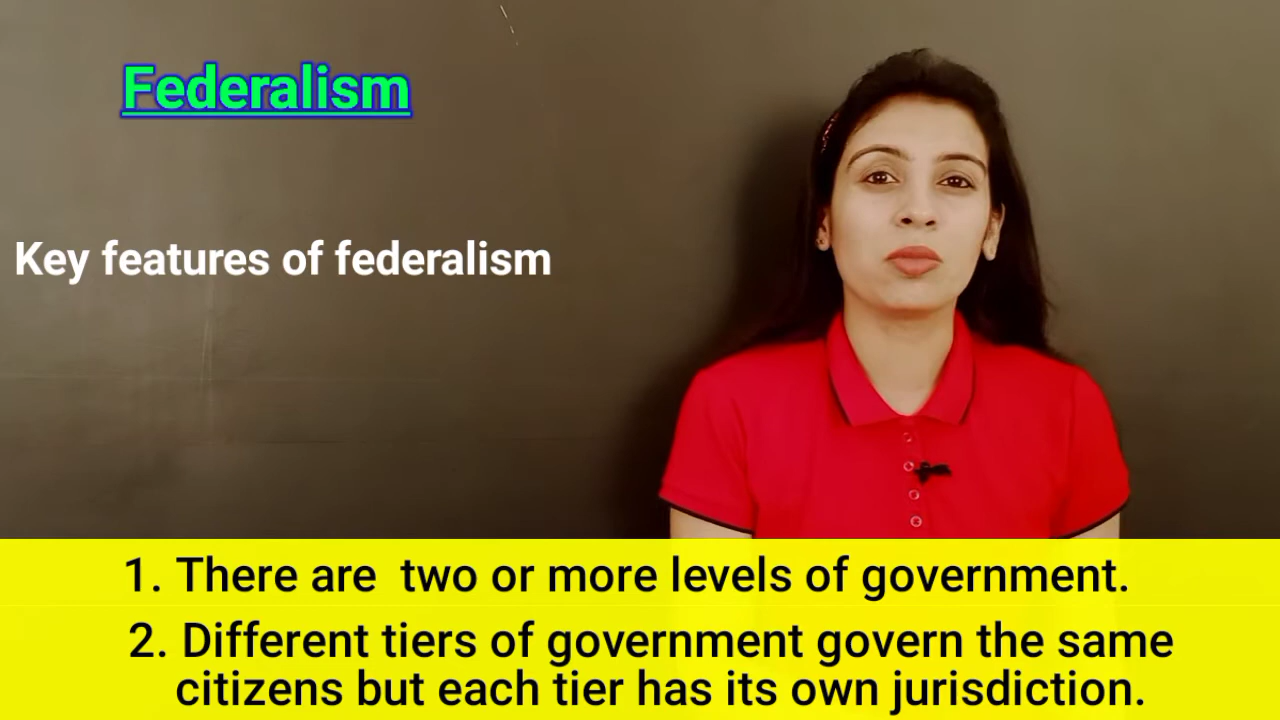 Federalism
Key features of federalism
1. There are two or more levels of government.
2. Different tiers of government govern the same
citizens but each tier has its own jurisdiction.